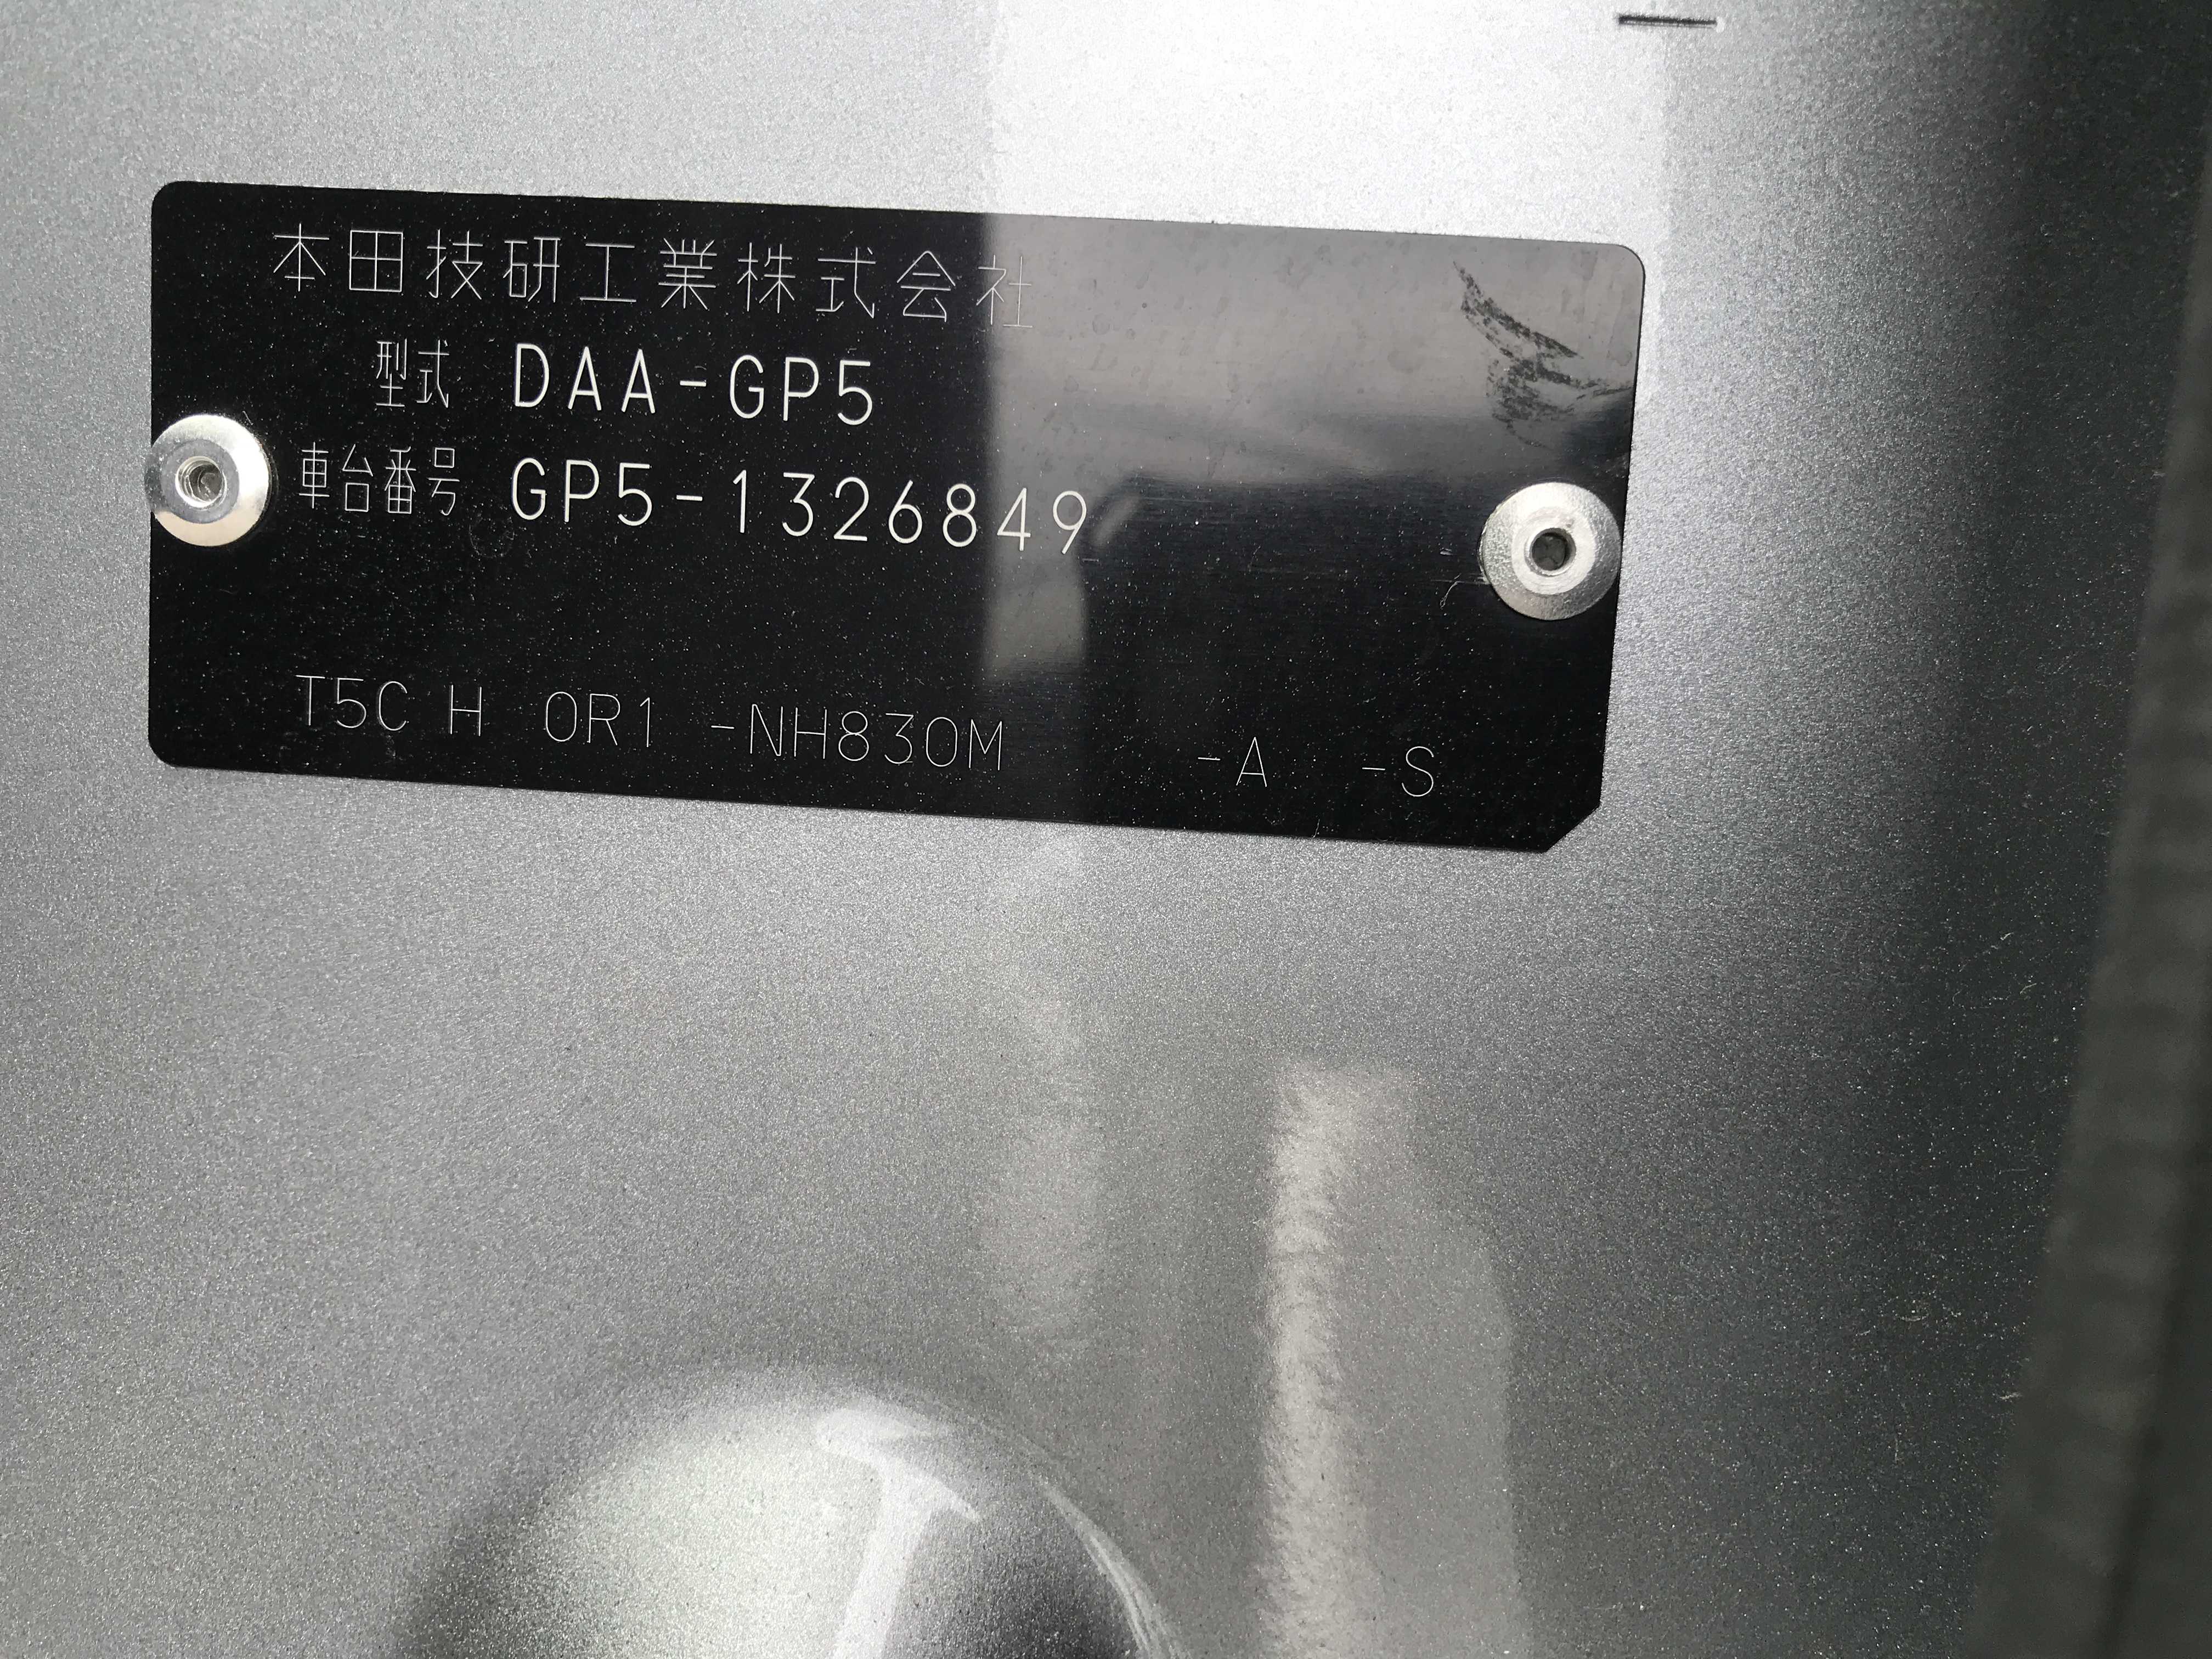 本田技研工業株式会社
型式 DAA-GP5
車台番号 GP5-1326849
T5C H 0R1 -NH830M -A -S